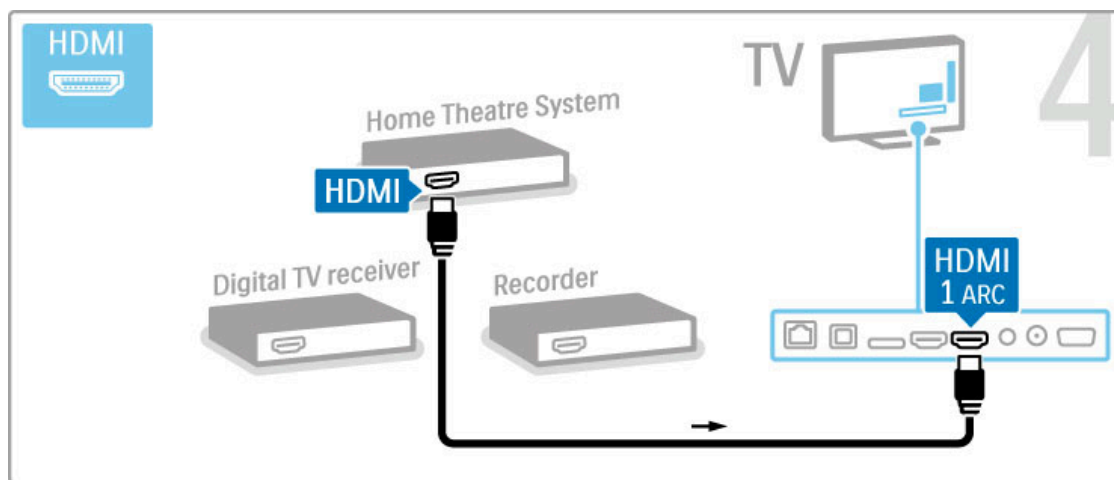 HDMI
TV
4
Home Theatre System
HDMI
Digital TV receiver
Recorder
HDMI
1 ARC